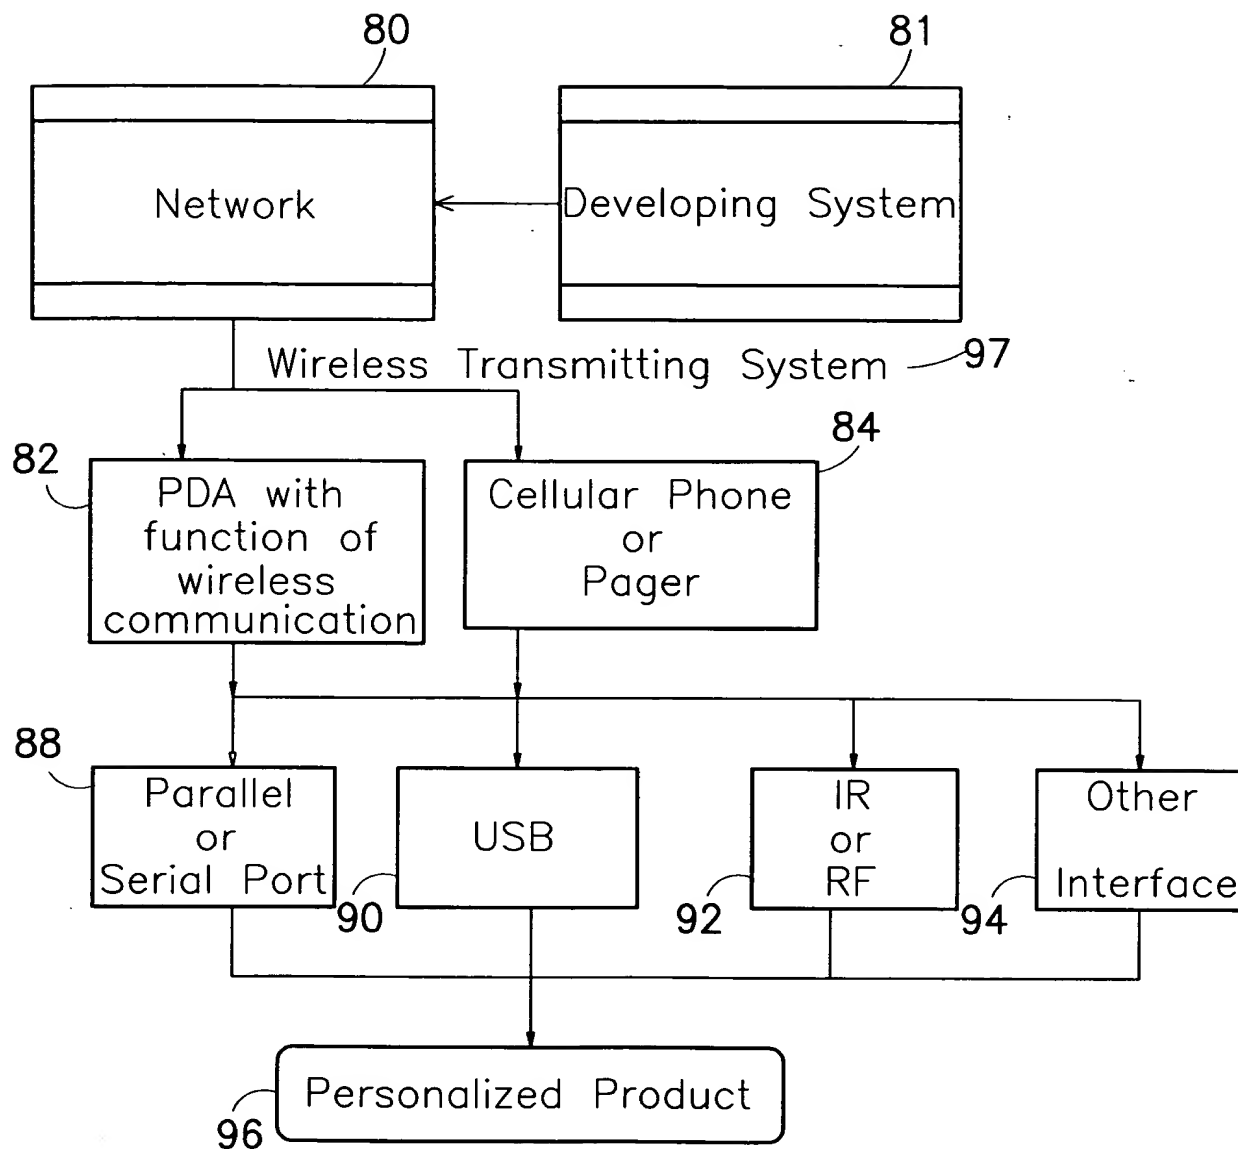 80
81
Network
Developing System
Wireless Transmitting System
97
82
84
PDA with
function of
wireless
communication
Cellular Phone
or
Pager
88
Parallel
or
Serial Port
90
USB
92
IR
or
RF
94
Other
Interface
Personalized Product
96